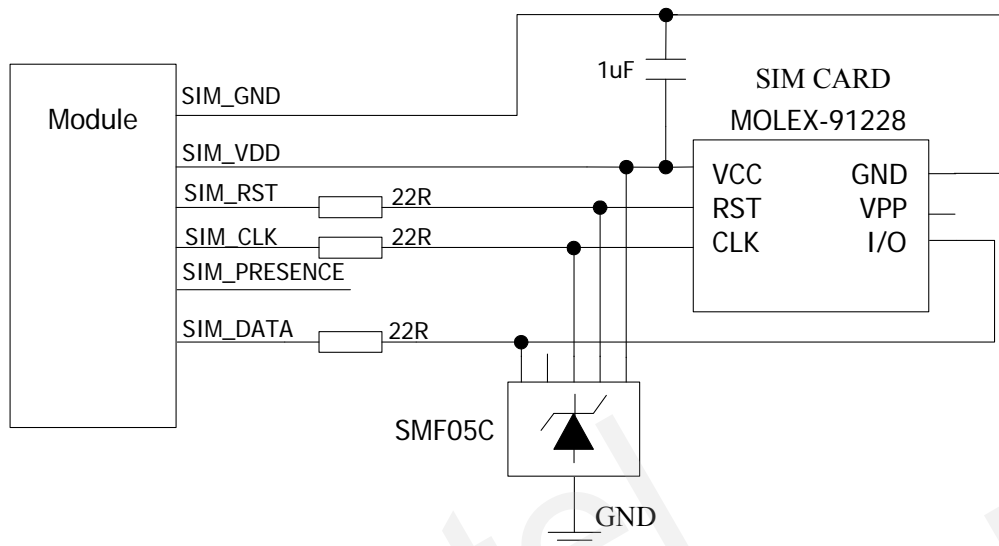 1uF
SIM CARD
MOLEX-91228
Module
SIM_GND
SIM_VDD
SIM_RST
22R
SIM_CLK
22R
SIM_PRESENCE
SIM_DATA
22R
VCC
GND
RST
VPP
CLK
I/O
SMF05C
GND